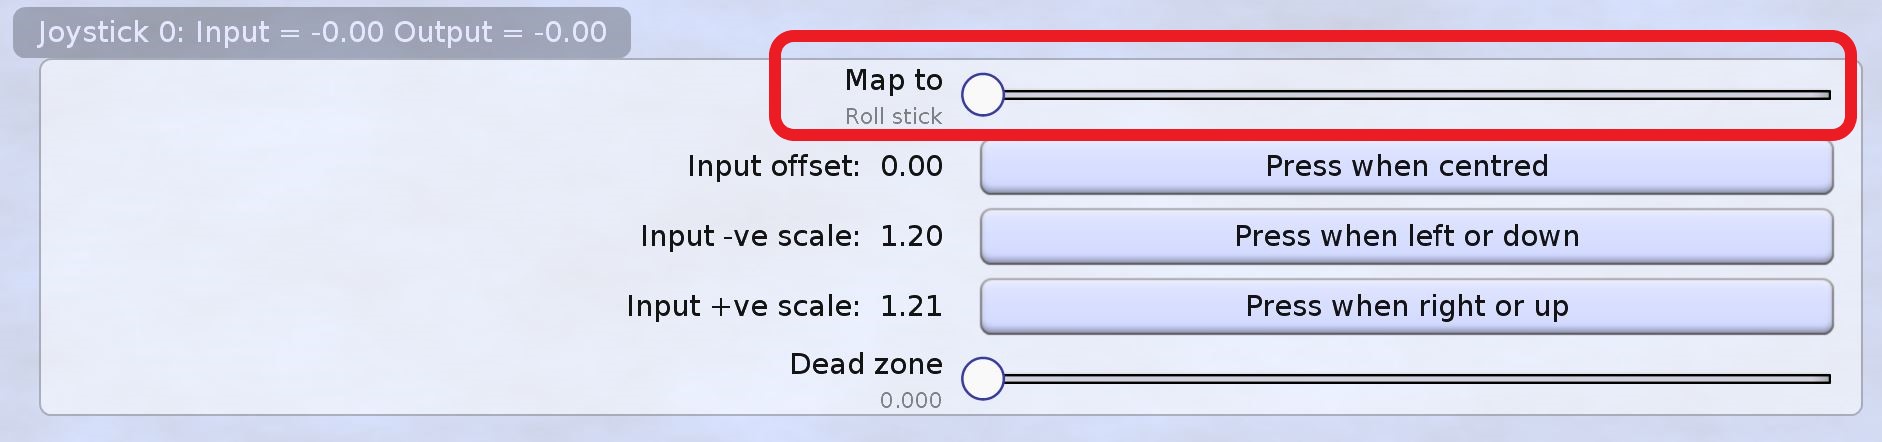 Joystick 0: Input = -0.00 Output = -0.00
Map to
Roll stick
Input offset: 0.00 Press when centred
Input -ve scale: 1.20 Press when left or down
Input +ve scale: 1.21 Press when right or up
Dead zone
0.000